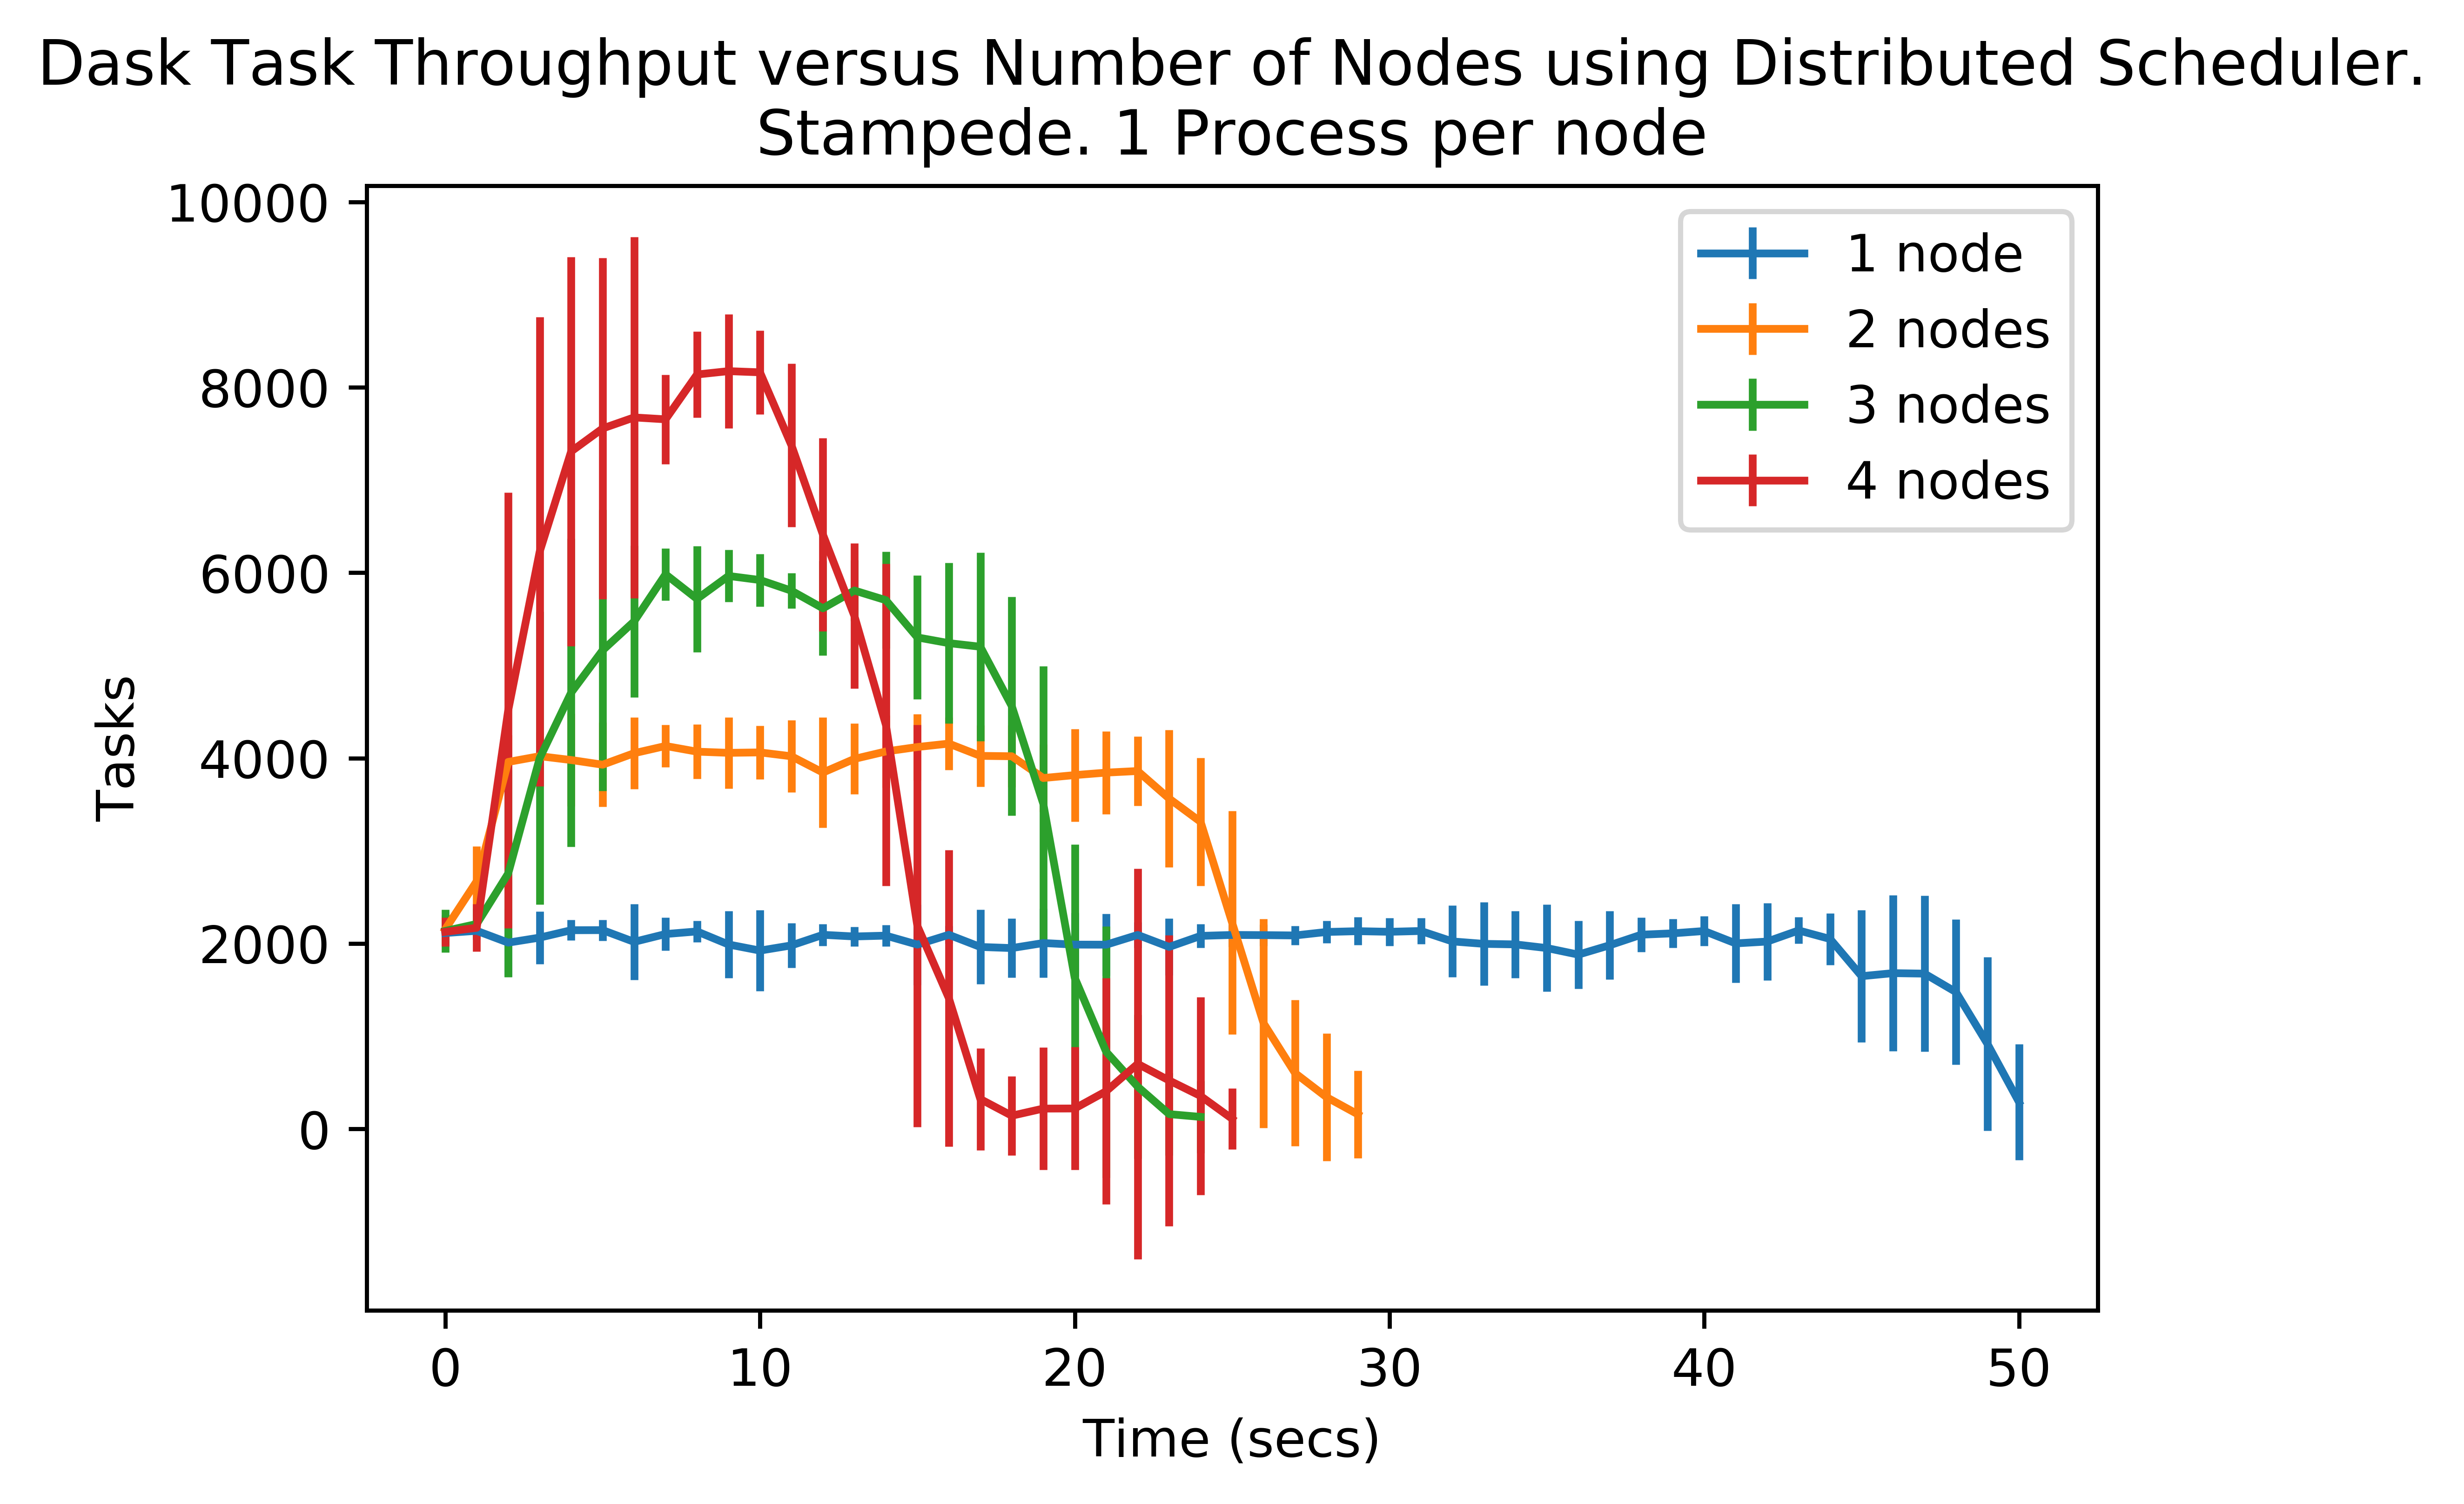 Dask Task Throughput versus Number of Nodes using Distributed Scheduler.
Stampede. 1 Process per node
10000
8000
6000
4000
2000
0
Tasks
1 node
2 nodes
3 nodes
4 nodes
0 10 20 30 40 50
Time (secs)